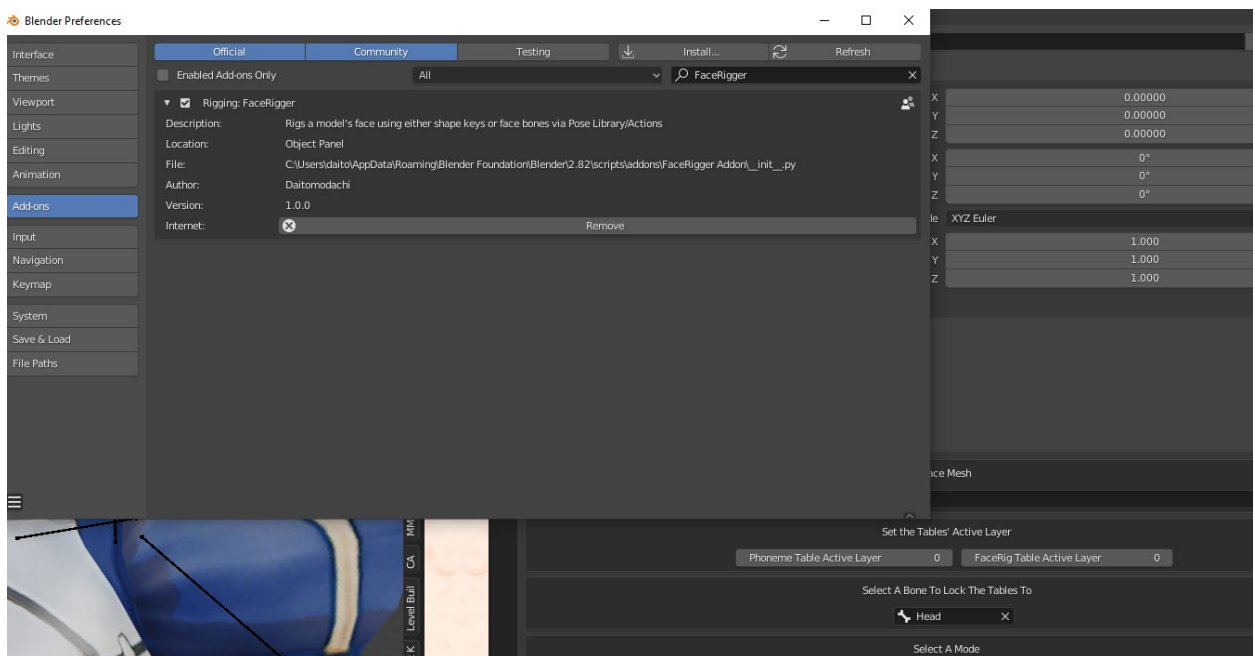 Blender Preferences
Interface
Themes
Viewport
Lights
Editing
Animation
Add-ons
Input
Navigation
Keymap
System
Save & Load
File Paths
Official Community Testing Install... Refresh
Enabled Add-ons Only All FaceRigger
Rigging: FaceRigger
Description: Rigs a model's face using either shape keys or face bones via Pose Library/Actions
Location: Object Panel
File: C:\Users\daito\AppData\Roaming\Blender Foundation\Blender\2.82\scripts\addons\FaceRigger Addon\__init__.py
Author: Daitomodachi
Version: 1.0.0
Internet: Remove
X 0.00000
Y 0.00000
Z 0.00000
X 0°
Y 0°
Z 0°
XYZ Euler
X 1.000
Y 1.000
Z 1.000
ace Mesh
Set the Tables' Active Layer
Phoneme Table Active Layer 0 FaceRig Table Active Layer 0
Select A Bone To Lock The Tables To
Head
Select A Mode
MM
CA
Level Buil
K